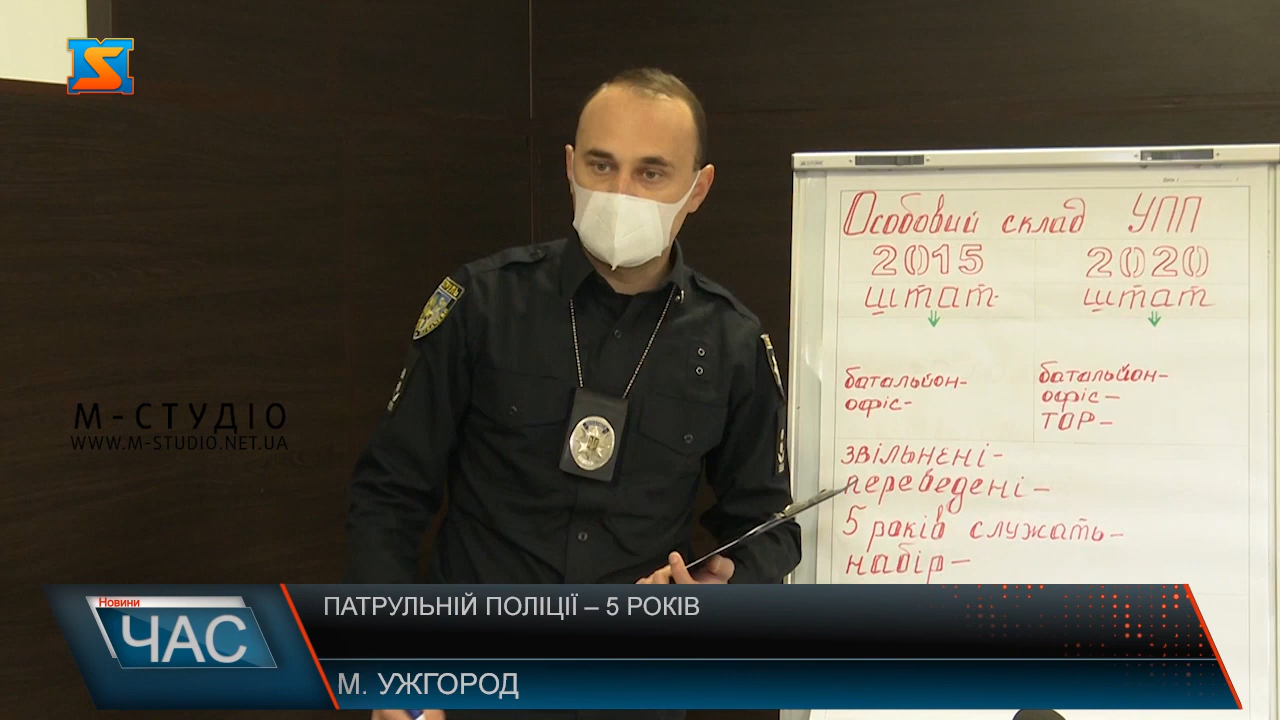 Особовий склад УПП
2015 2020
штат штат
батальйон-
офіс-
батальйон-
офіс-
ТОР-
звільнені-
переведені-
5 років служать-
набір-
М-СТУДІО
WWW.M-STUDIO.NET.UA
Новини
ЧАС
ПАТРУЛЬНІЙ ПОЛІЦІЇ – 5 РОКІВ
М. УЖГОРОД